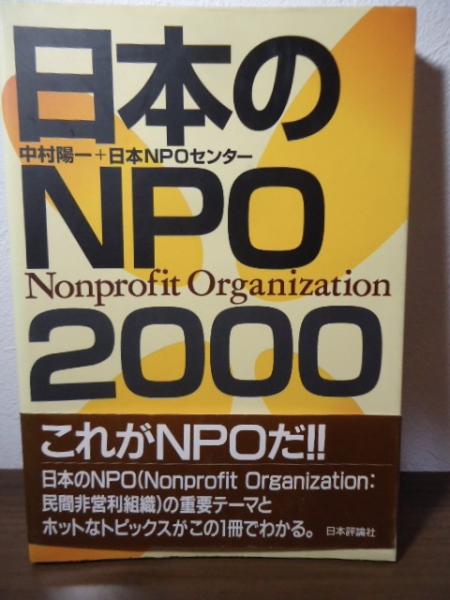 日本の
中村陽一+日本NPOセンター
NPO
Nonprofit Organization
2000
これがNPOだ!!
日本のNPO(Nonprofit Organization:
民間非営利組織)の重要テーマと
ホットなトピックスがこの1冊でわかる。
日本評論社